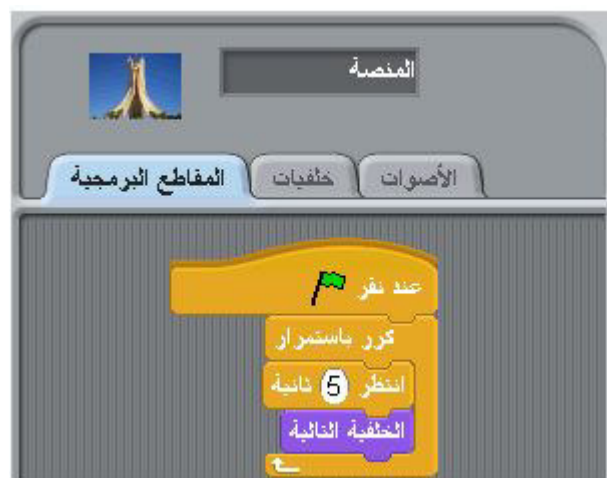 المنصة
المقاطع البرمجية
خلفيات
الأصوات
عند نقر
كرر باستمرار
انتظر 5 ثانية
الخلفية التالية